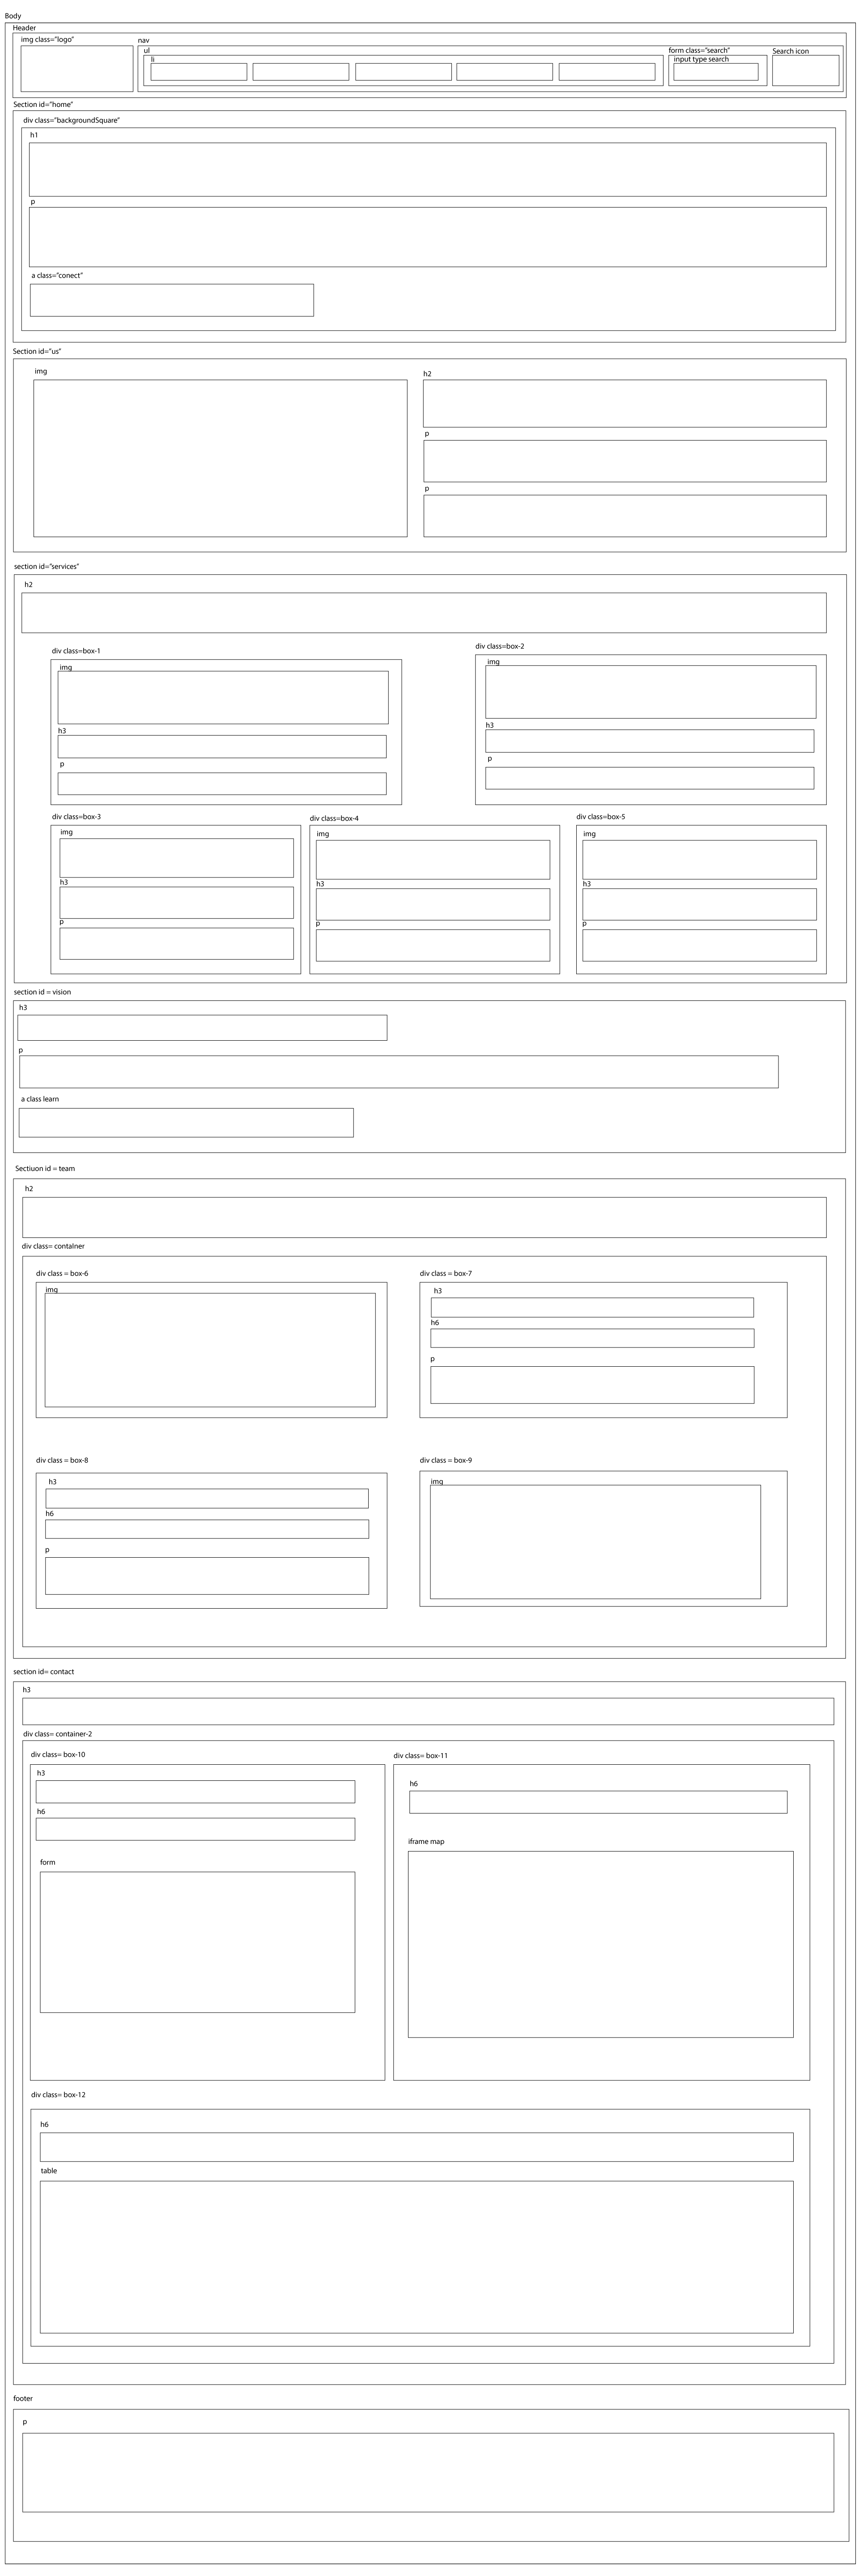 Body
Header
img class="logo"
nav
ul
li
form class="search"
input type search
Search icon
Section id="home"
div class="backgroundSquare"
h1
p
a class="conect"
Section id="us"
img
h2
p
p
section id="services"
h2
div class=box-1
img
h3
p
div class=box-2
img
h3
p
div class=box-3
img
h3
p
div class=box-4
img
h3
p
div class=box-5
img
h3
p
section id = vision
h3
p
a class learn
Sectiuon id = team
h2
div class= container
div class = box-6
img
div class = box-7
h3
h6
p
div class = box-8
h3
h6
p
div class = box-9
img
section id= contact
h3
div class= container-2
div class= box-10
h3
h6
form
div class= box-11
h6
iframe map
div class= box-12
h6
table
footer
p